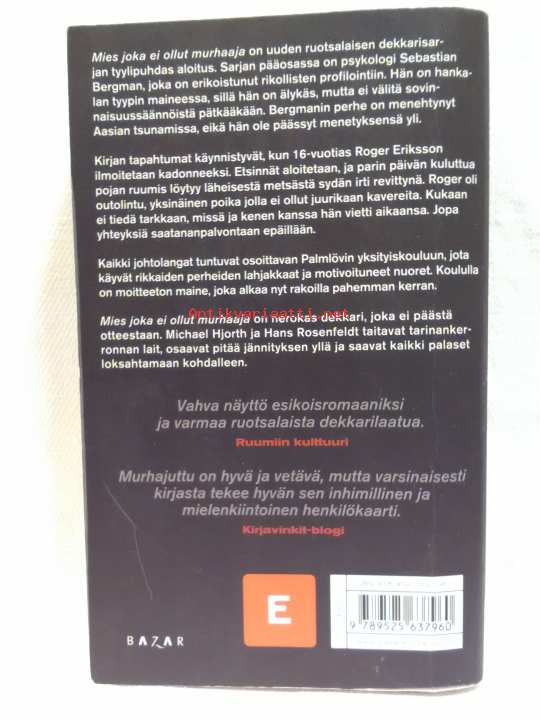 Mies joka ei ollut murhaaja on uuden ruotsalaisen dekkarisar-
jan tyylipuhdas aloitus. Sarjan pääosassa on psykologi Sebastian
Bergman, joka on erikoistunut rikollisten profilointiin. Hän on hanka-
lan tyypin maineessa, sillä hän on älykäs, mutta ei välitä sovin-
naisuussäännöistä pätkääkään. Bergmanin perhe on menehtynyt
Aasian tsunamissa, eikä hän ole päässyt menetyksensä yli.
Kirjan tapahtumat käynnistyvät, kun 16-vuotias Roger Eriksson
ilmoitetaan kadonneeksi. Etsinnät aloitetaan, ja parin päivän kuluttua
pojan ruumis löytyy läheisestä metsästä sydän irti revittynä. Roger oli
outolintu, yksinäinen poika jolla ei ollut juurikaan kavereita. Kukaan
ei tiedä tarkkaan, missä ja kenen kanssa hän vietti aikaansa. Jopa
yhteyksiä saatananpalvontaan epäillään.
Kaikki johtolangat tuntuvat osoittavan Palmlövin yksityiskouluun, jota
käyvät rikkaiden perheiden lahjakkaat ja motivoituneet nuoret. Koululla
on moitteeton maine, joka alkaa nyt rakoilla pahemman kerran.
Antikvariaatti.net
Mies joka ei ollut murhaaja on nerokas dekkari, joka ei päästä
otteestaan. Michael Hjorth ja Hans Rosenfeldt taitavat tarinanker-
ronnan lait, osaavat pitää jännityksen yllä ja saavat kaikki palaset
loksahtamaan kohdalleen.
Vahva näyttö esikoisromaaniksi
ja varmaa ruotsalaista dekkarilaatua.
Ruumiin kulttuuri
Murhajuttu on hyvä ja vetävä, mutta varsinaisesti
kirjasta tekee hyvän sen inhimillinen ja
mielenkiintoinen henkilökaarti.
Kirjavinkit-blogi
E
BAZAR
9 789525 637960